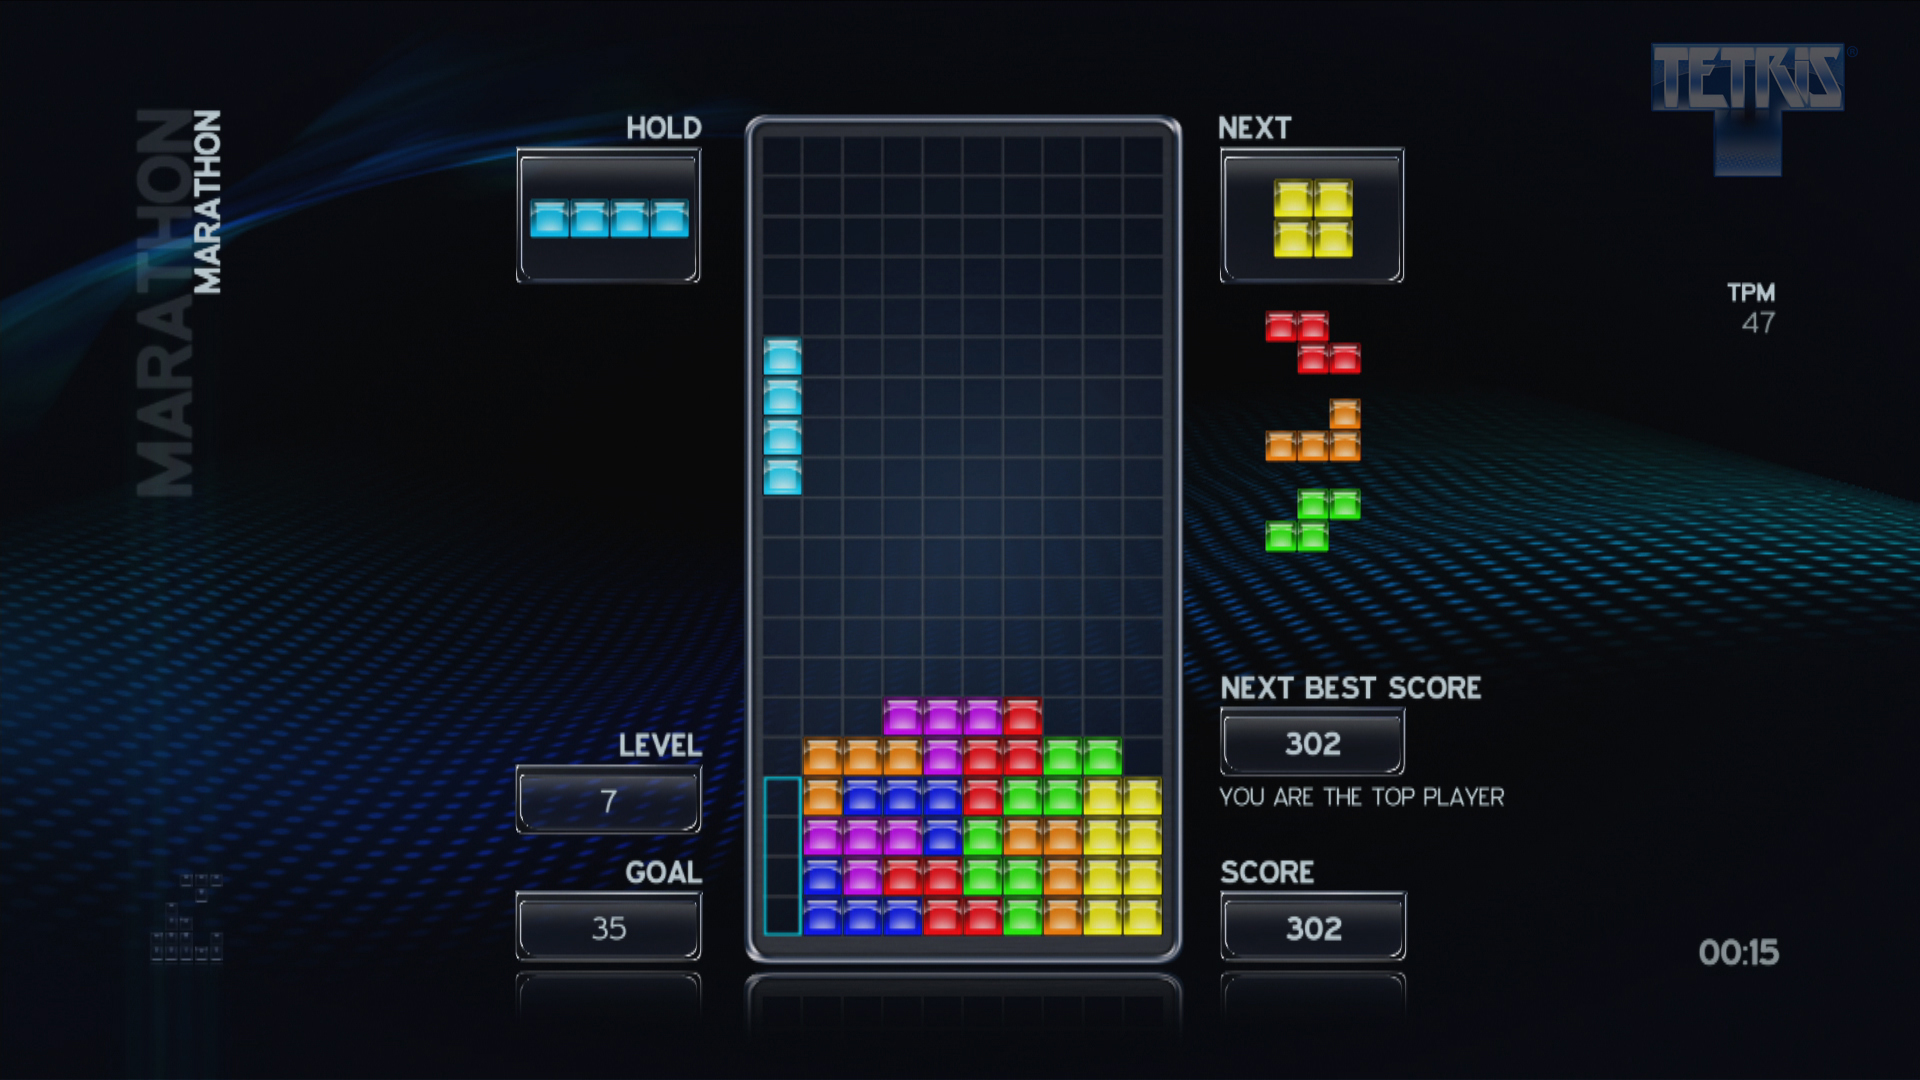 TETRIS®
MARATHON
MARATHON
HOLD
NEXT
TPM
47
LEVEL
7
GOAL
35
NEXT BEST SCORE
302
YOU ARE THE TOP PLAYER
SCORE
302
00:15